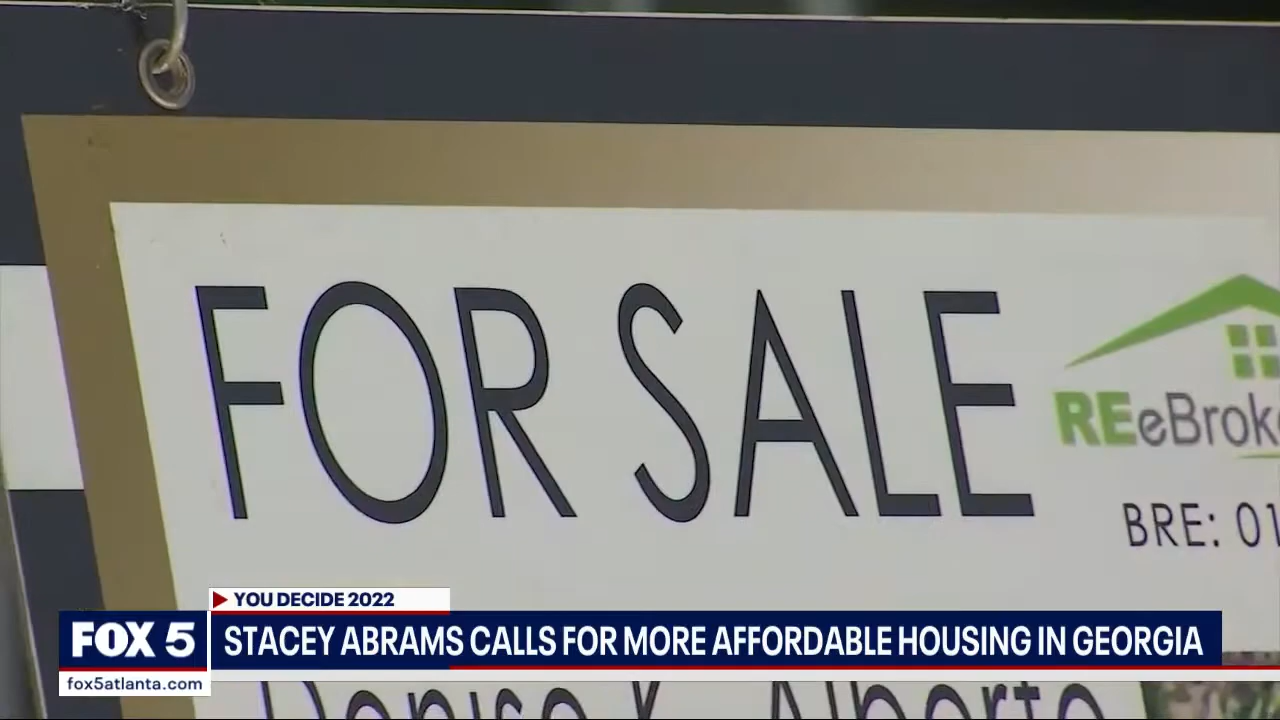 FOR SALE
REeBroke
BRE: 01
YOU DECIDE 2022
FOX 5
STACEY ABRAMS CALLS FOR MORE AFFORDABLE HOUSING IN GEORGIA
fox5atlanta.com